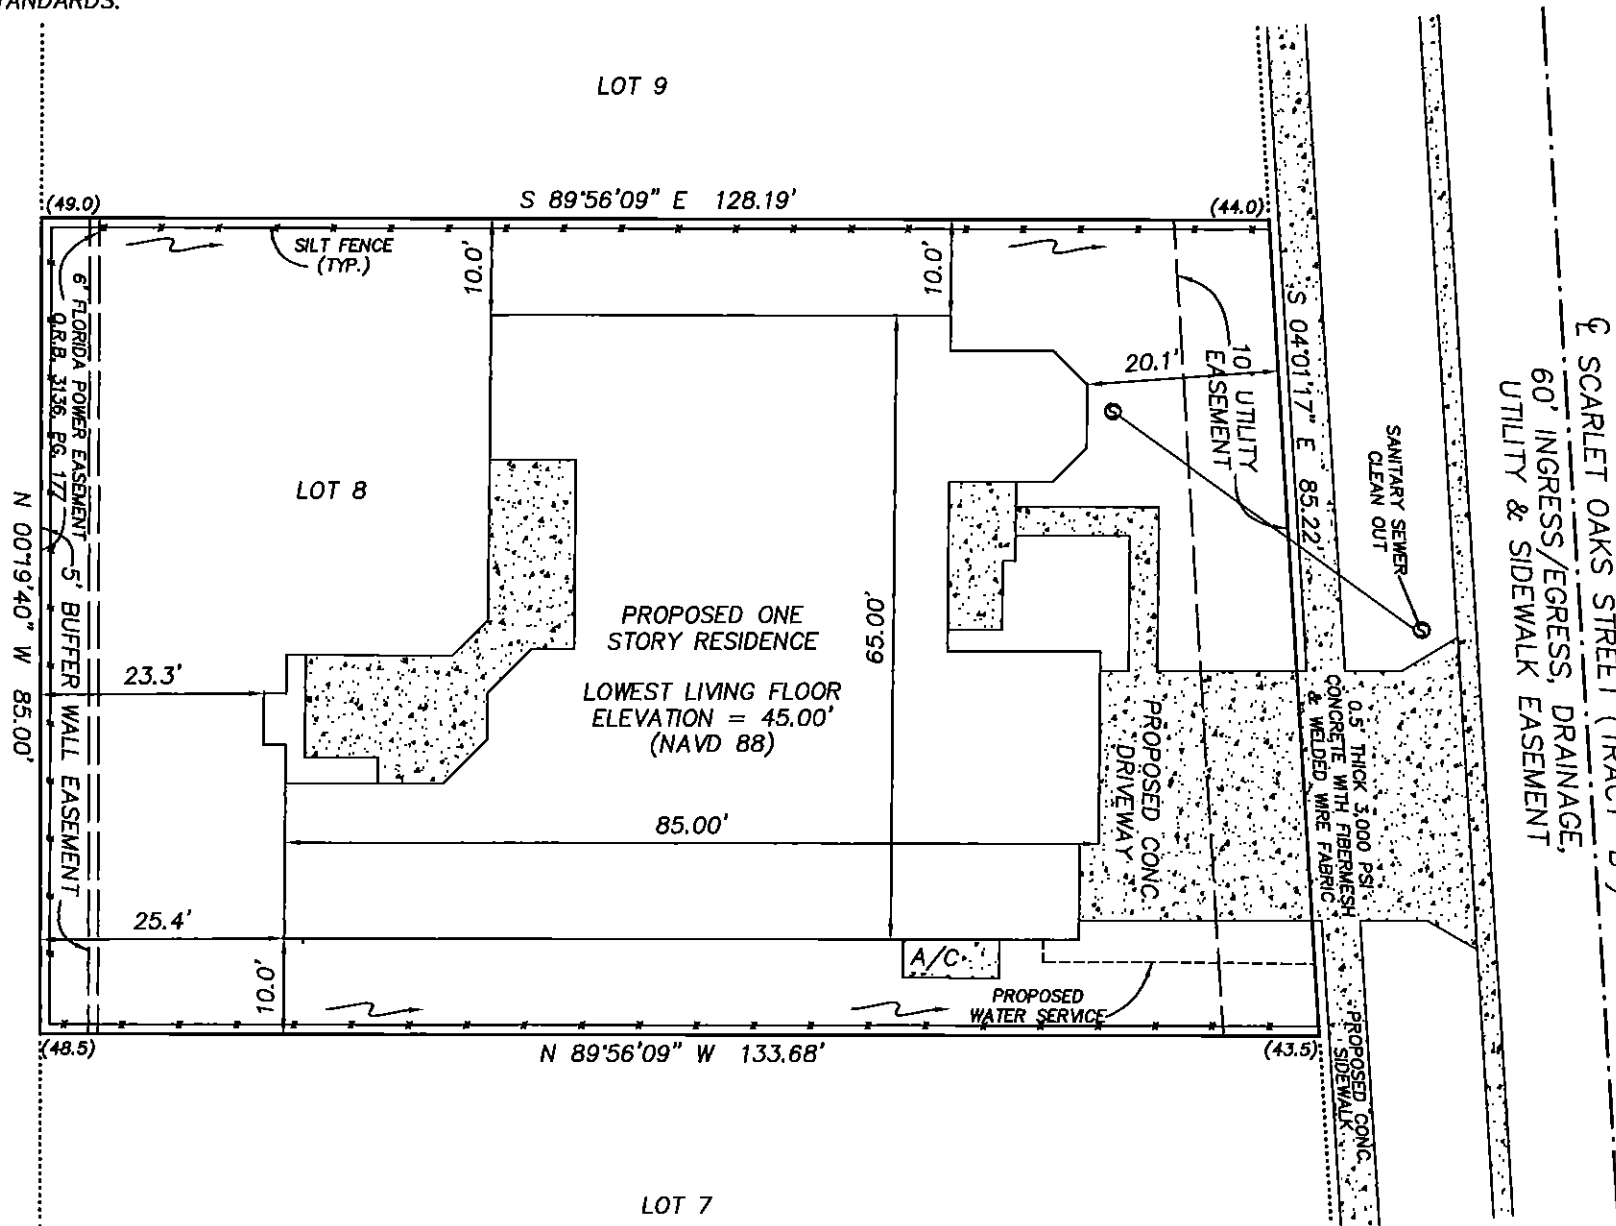 STANDARDS.
LOT 9
(49.0)
S 89°56'09" E 128.19'
(44.0)
SILT FENCE
(TYP.)
10.0'
10.0'
6' FLORIDA POWER EASEMENT
O.R.B. 3136, PG. 177
20.1'
10' UTILITY
EASEMENT
S 04°01'17" E 85.22'
SANITARY SEWER
CLEAN OUT
℄ SCARLET OAKS STREET (TRACT
60' INGRESS/EGRESS, DRAINAGE,
UTILITY & SIDEWALK EASEMENT
LOT 8
N 00°19'40" W 85.00'
5' BUFFER WALL EASEMENT
PROPOSED ONE
STORY RESIDENCE
LOWEST LIVING FLOOR
ELEVATION = 45.00'
(NAVD 88)
65.00'
23.3'
85.00'
PROPOSED CONC.
DRIVEWAY
0.5' THICK 3,000 PSI
CONCRETE WITH FIBERMESH
& WELDED WIRE FABRIC
25.4'
10.0'
A/C
PROPOSED
WATER SERVICE
PROPOSED CONC.
SIDEWALK
(48.5)
N 89°56'09" W 133.68'
(43.5)
LOT 7